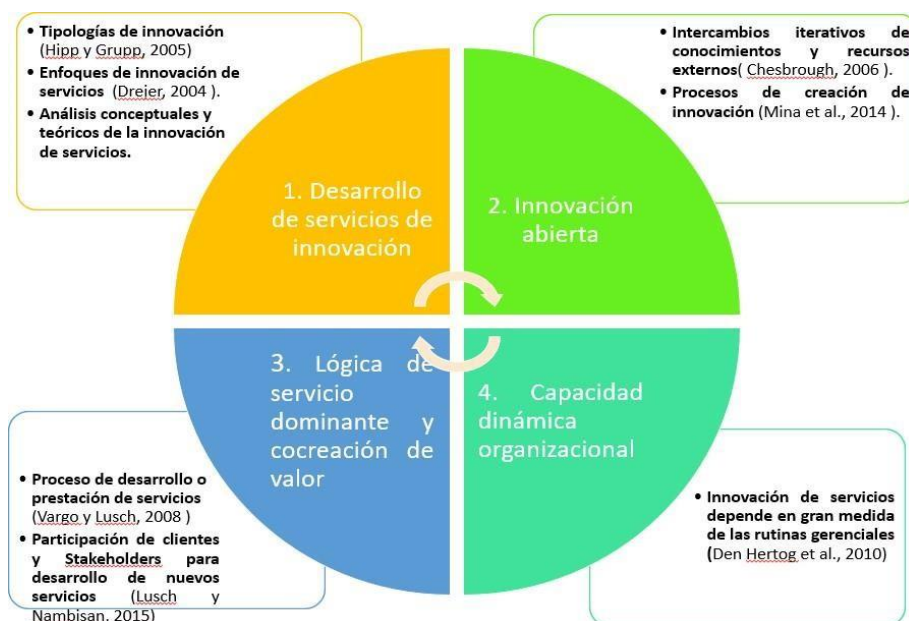 • Tipologías de innovación
(Hipp y Grupp, 2005)
• Enfoques de innovación de
servicios (Dreier, 2004 ).
• Análisis conceptuales y
teóricos de la innovación
de servicios.
• Intercambios iterativos de
conocimientos y recursos
externos( Chesbrough, 2006 ).
• Procesos de creación de
innovación (Mina et al., 2014 ).
1. Desarrollo
de servicios de
innovación
2. Innovación
abierta
3. Lógica de
servicio
dominante y
cocreación de
valor
4. Capacidad
dinámica
organizacional
• Proceso de desarrollo o
prestación de servicios
(Vargo y Lusch, 2008 )
• Participación de clientes
y Stakeholders para
desarrollo de nuevos
servicios (Lusch y
Nambisan, 2015)
• Innovación de servicios
depende en gran medida
de las rutinas gerenciales
(Den Hertog et al., 2010)